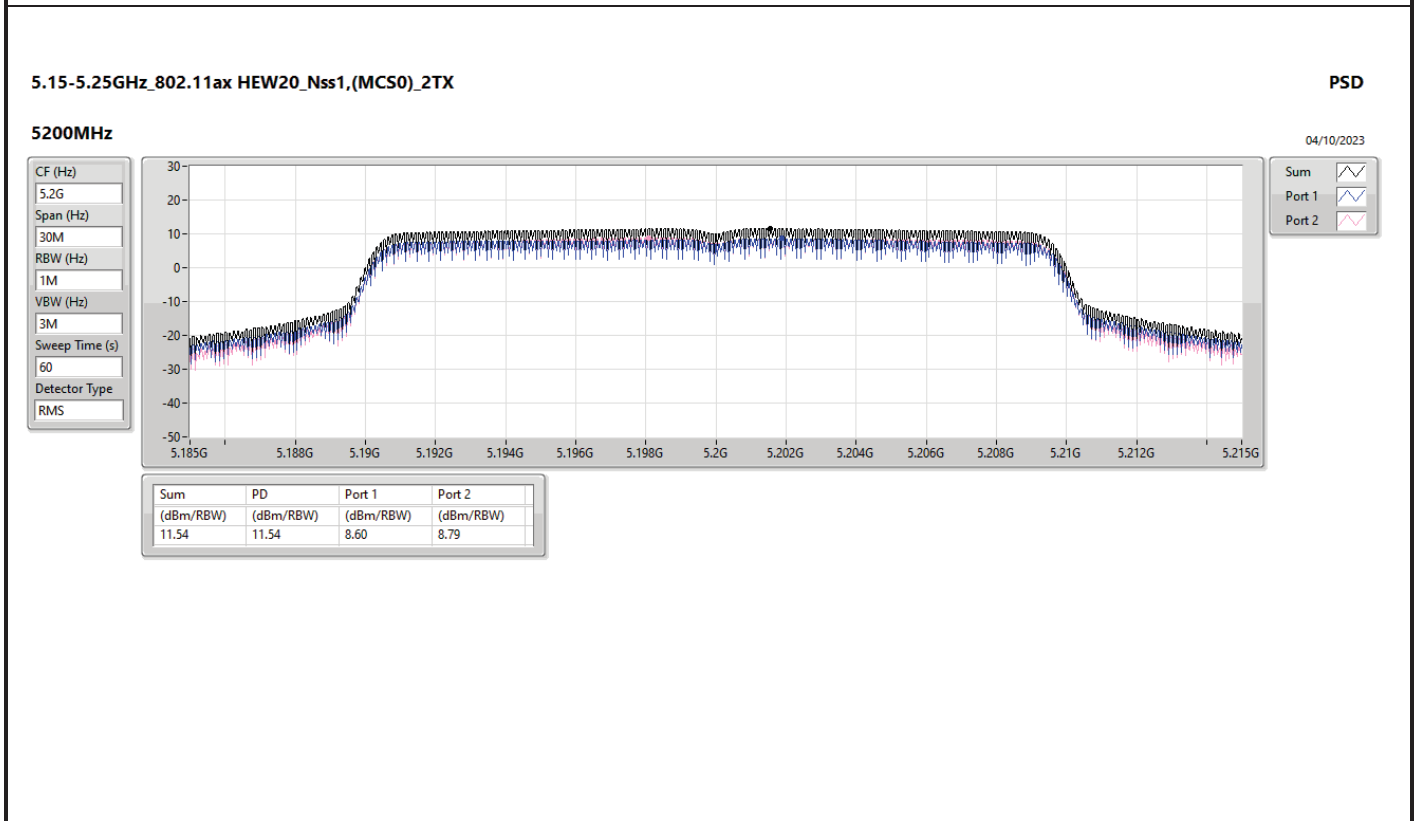 5.15-5.25GHz_802.11ax HEW20_Nss1,(MCS0)_2TX PSD
5200MHz
04/10/2023
CF (Hz)
5.2G
Span (Hz)
30M
RBW (Hz)
1M
VBW (Hz)
3M
Sweep Time (s)
60
Detector Type
RMS
30
20
10
0
-10
-20
-30
-40
-50
5.185G 5.188G 5.19G 5.192G 5.194G 5.196G 5.198G 5.2G 5.202G 5.204G 5.206G 5.208G 5.21G 5.212G 5.215G
Sum
Port 1
Port 2
Sum PD Port 1 Port 2
(dBm/RBW) (dBm/RBW) (dBm/RBW) (dBm/RBW)
11.54 11.54 8.60 8.79